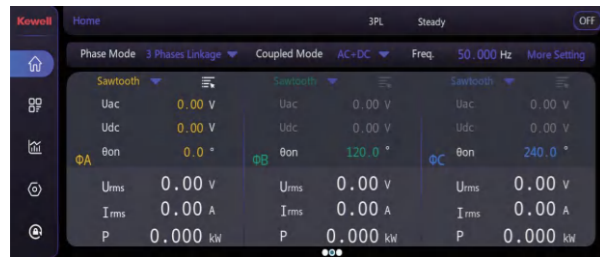 Kewell Home 3PL Steady OFF
Phase Mode 3 Phases Linkage Coupled Mode AC+DC Freq. 50.000 Hz More Setting
Sawtooth Sawtooth Sawtooth
Uac 0.00 V Uac 0.00 V Uac 0.00 V
Udc 0.00 V Udc 0.00 V Udc 0.00 V
ΦA θon 0.0 ° ΦB θon 120.0 ° ΦC θon 240.0 °
Urms 0.00 V Urms 0.00 V Urms 0.00 V
Irms 0.00 A Irms 0.00 A Irms 0.00 A
P 0.000 kW P 0.000 kW P 0.000 kW